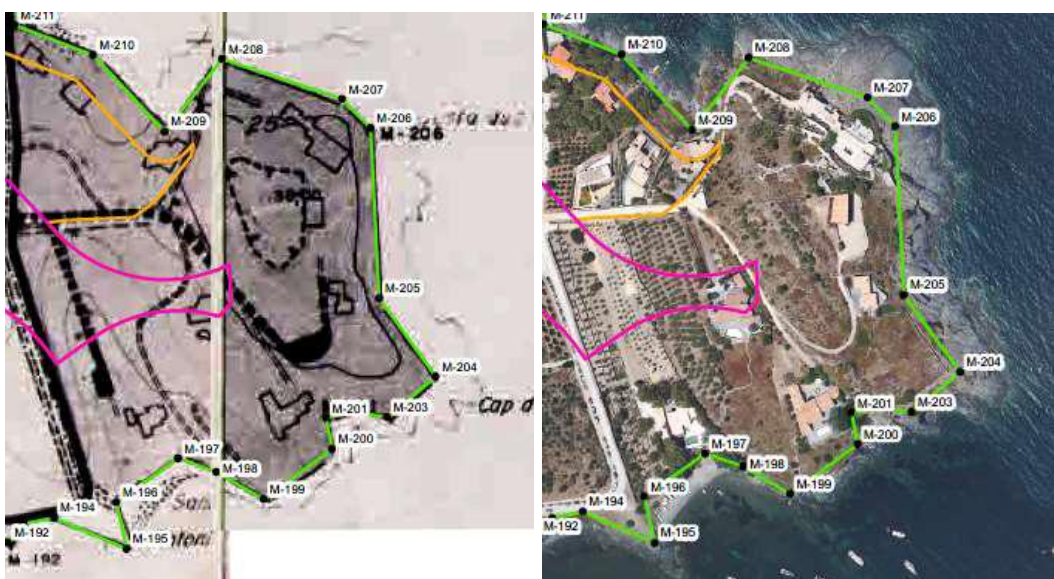 M-211
M-210
M-208
M-209
M-207
M-206
M - 206
25
M-205
M-204
M-203
Cap d
M-201
M-200
M-197
M-198
M-196
M-199
M-194
M-192
M-195
M - 192
M-211
M-210
M-208
M-209
M-207
M-206
M-205
M-204
M-203
M-201
M-200
M-197
M-198
M-196
M-199
M-194
M-192
M-195